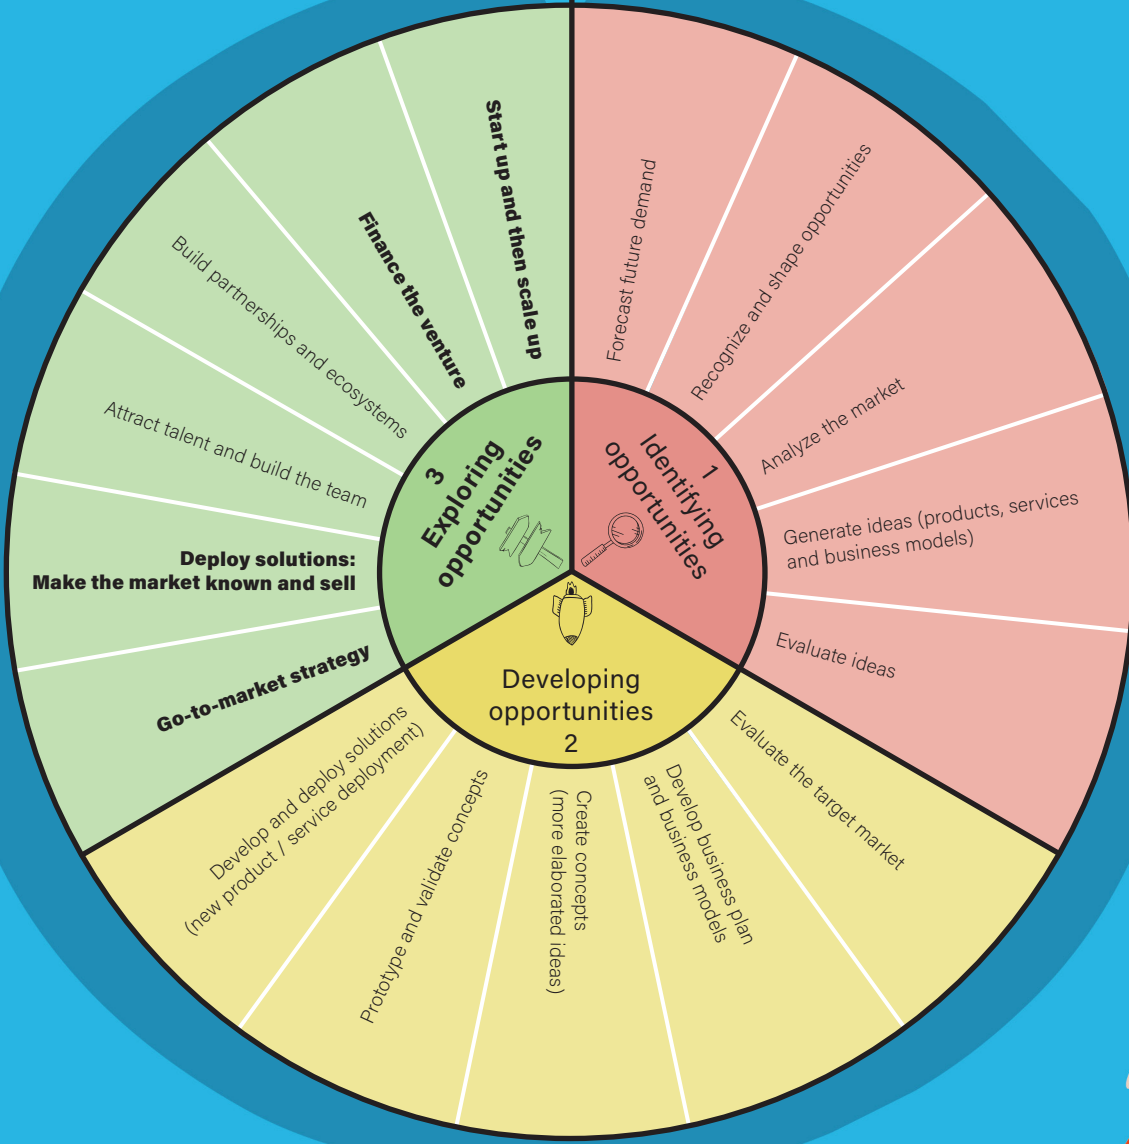 1
Identifying
opportunities
Forecast future demand
Recognize and shape opportunities
Analyze the market
Generate ideas (products, services
and business models)
Evaluate ideas
Developing
opportunities
2
Evaluate the target market
Develop business plan
and business models
Create concepts
(more elaborated ideas)
Prototype and validate concepts
Develop and deploy solutions
(new product / service deployment)
3
Exploring
opportunities
Go-to-market strategy
Deploy solutions:
Make the market known and sell
Attract talent and build the team
Build partnerships and ecosystems
Finance the venture
Start up and then scale up